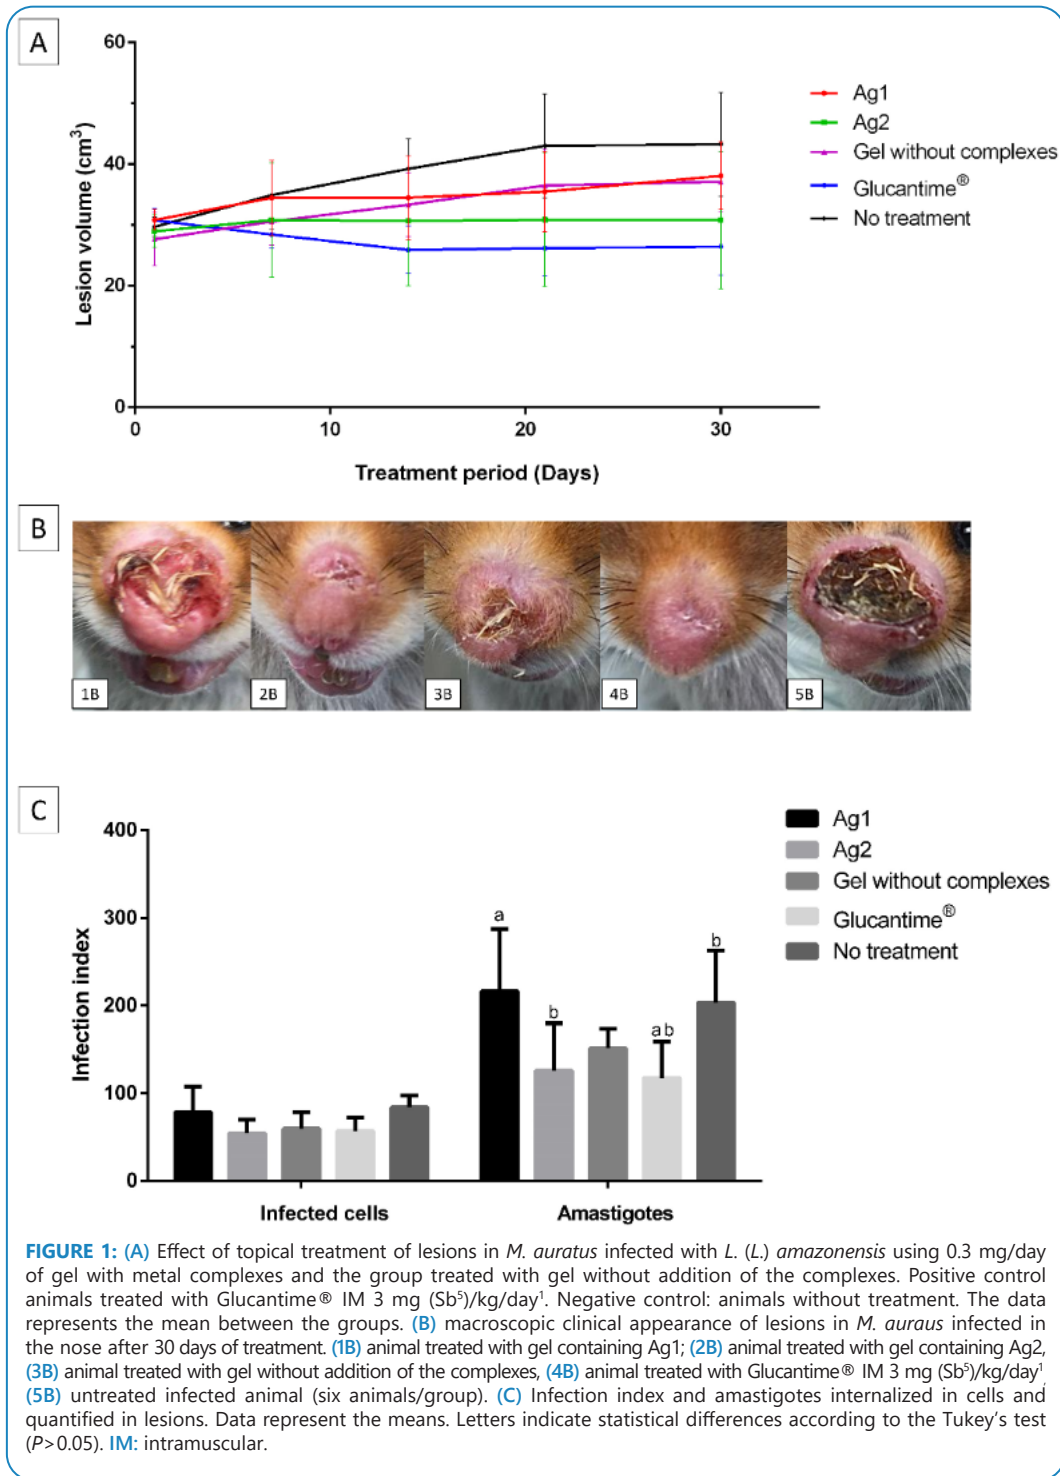 A
60
40
20
0
Lesion volume (cm³)
0 10 20 30
Treatment period (Days)
Ag1
Ag2
Gel without complexes
Glucantime®
No treatment
B
1B 2B 3B 4B 5B
C
400
300
200
100
0
Infection index
a
b
ab
b
Infected cells Amastigotes
Ag1
Ag2
Gel without complexes
Glucantime®
No treatment
FIGURE 1: (A) Effect of topical treatment of lesions in M. auratus infected with L. (L.) amazonensis using 0.3 mg/day
of gel with metal complexes and the group treated with gel without addition of the complexes. Positive control
animals treated with Glucantime® IM 3 mg (Sb⁵)/kg/day¹. Negative control: animals without treatment. The data
represents the mean between the groups. (B) macroscopic clinical appearance of lesions in M. auraus infected in
the nose after 30 days of treatment. (1B) animal treated with gel containing Ag1; (2B) animal treated with gel containing Ag2,
(3B) animal treated with gel without addition of the complexes, (4B) animal treated with Glucantime® IM 3 mg (Sb⁵)/kg/day¹,
(5B) untreated infected animal (six animals/group). (C) Infection index and amastigotes internalized in cells and
quantified in lesions. Data represent the means. Letters indicate statistical differences according to the Tukey's test
(P>0.05). IM: intramuscular.